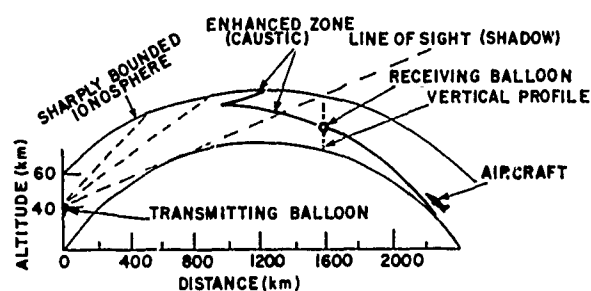 ENHANCED ZONE
(CAUSTIC)
LINE OF SIGHT (SHADOW)
SHARPLY BOUNDED
IONOSPHERE
RECEIVING BALLOON
VERTICAL PROFILE
AIRCRAFT
ALTITUDE (km)
60
40
TRANSMITTING BALLOON
0 400 800 1200 1600 2000
DISTANCE (km)